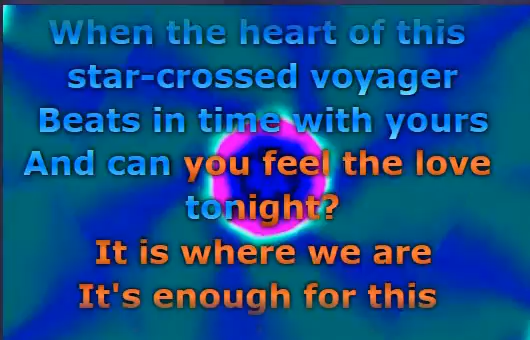 When the heart of this
star-crossed voyager
Beats in time with yours
And can you feel the love
tonight?
It is where we are
It's enough for this